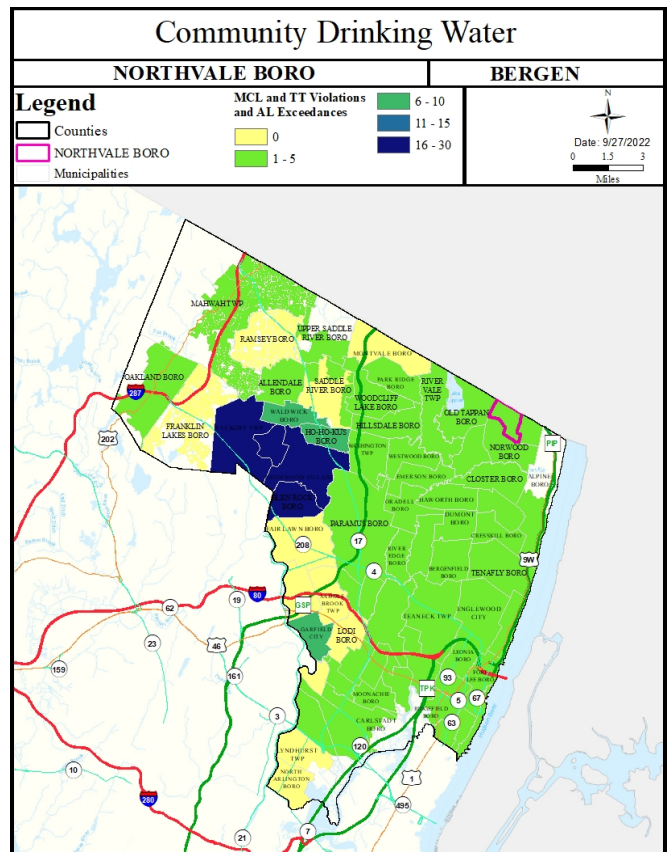 Community Drinking Water
NORTHVALE BORO
BERGEN
Legend
Counties
NORTHVALE BORO
Municipalities
MCL and TT Violations
and AL Exceedances
0
1 - 5
6 - 10
11 - 15
16 - 30
N
Date: 9/27/2022
0 1.5 3
Miles
MAHWAH TWP
RAMSEY BORO
UPPER SADDLE
RIVER BORO
MONTVALE BORO
OAKLAND BORO
ALLENDALE
BORO
SADDLE
RIVER BORO
PARK RIDGE
BORO
RIVER
VALE
TWP
WOODCLIFF
LAKE BORO
OLD TAPPAN
BORO
287
FRANKLIN
LAKES BORO
WALDWICK
BORO
HO-HO-KUS
BORO
HILLSDALE BORO
NORWOOD
BORO
PIP
202
WASHINGTON
TWP
WESTWOOD BORO
CLOSTER BORO
ALPINE
BORO
EMERSON BORO
GLEN ROCK
BORO
ORADELL
BORO
HAWORTH BORO
DUMONT
BORO
FAIR LAWN BORO
PARAMUS BORO
CRESSKILL BORO
208
17
RIVER
EDGE
BORO
9W
4
BERGENFIELD
BORO
TENAFLY BORO
80
19
62
GSP
BROOK
TWP
TEANECK TWP
ENGLEWOOD
CITY
GARFIELD
CITY
LODI
BORO
46
23
LEONIA
BORO
FORT
LEE BORO
159
161
93
TPK
5
67
MOONACHIE
BORO
RIDGEFIELD
BORO
3
63
CARLSTADT
BORO
120
LYNDHURST
TWP
NORTH
ARLINGTON
BORO
10
1
280
495
7
21